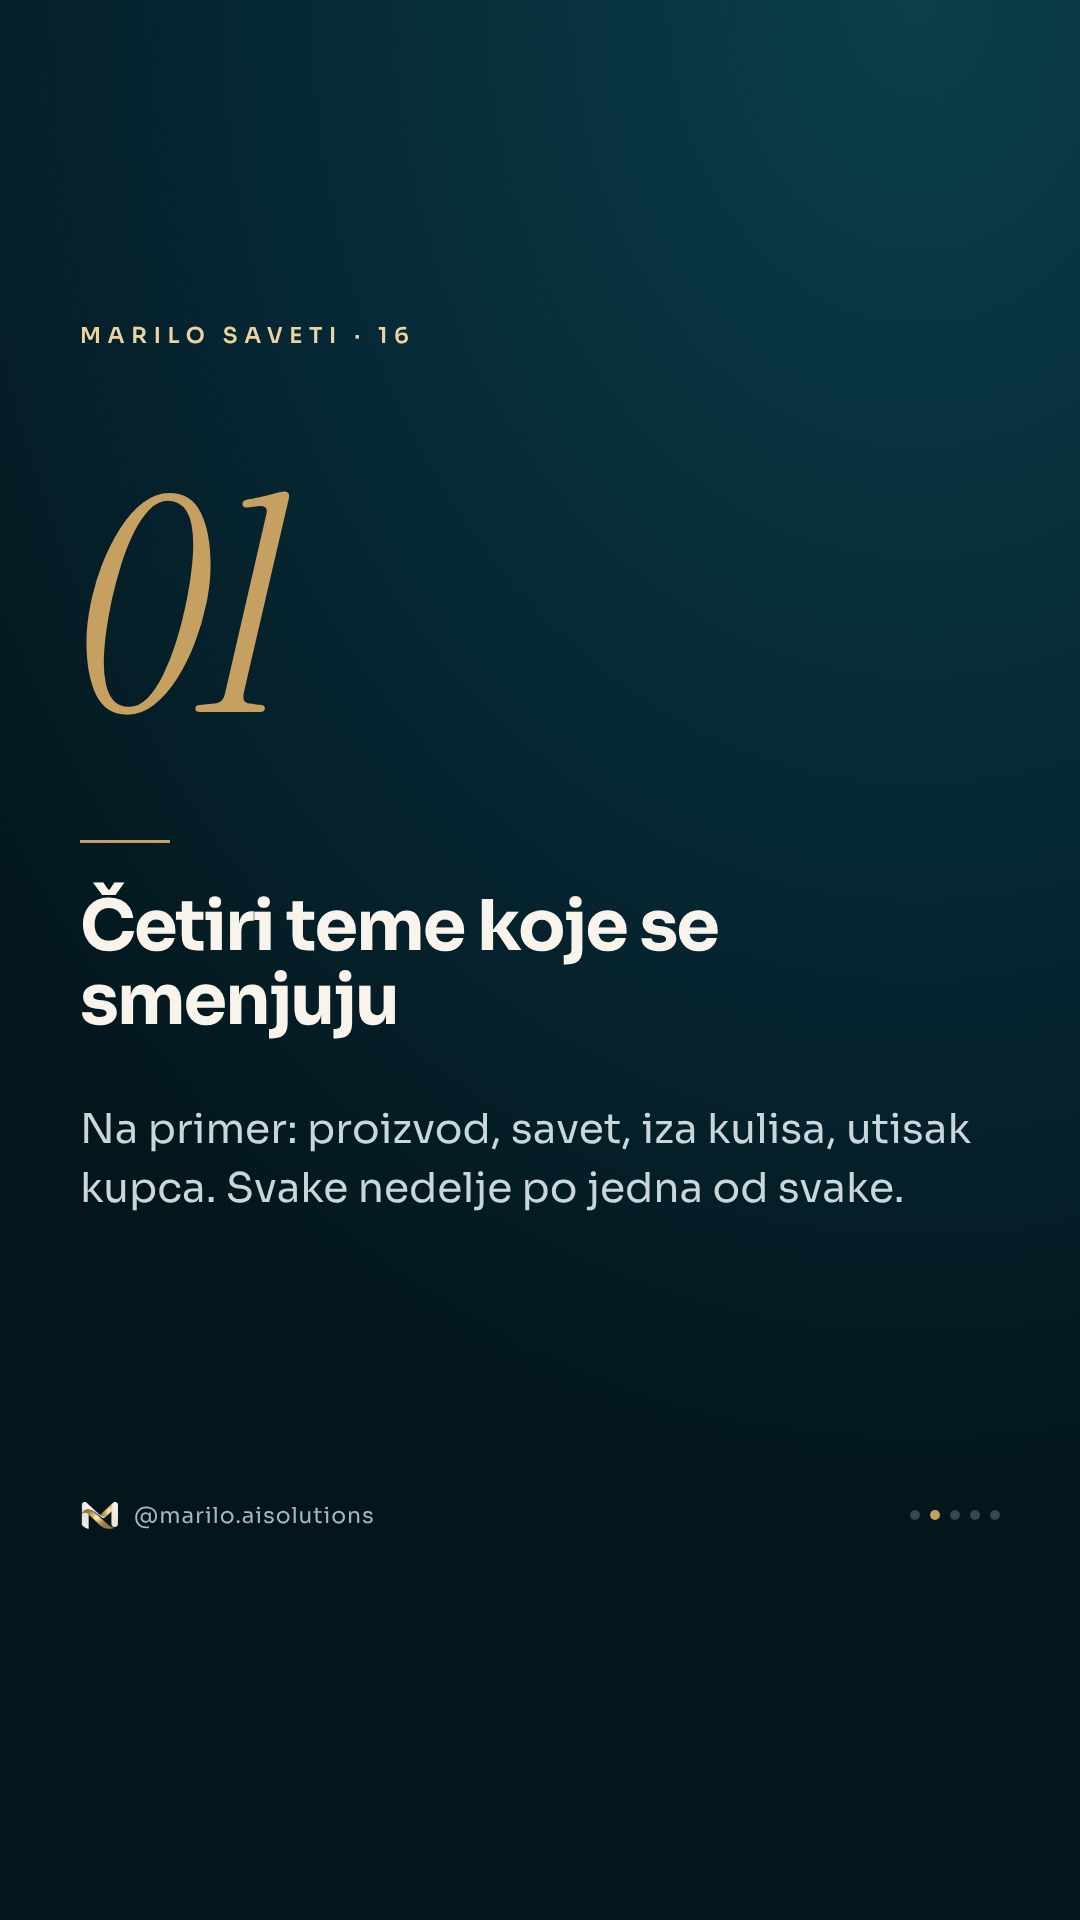 MARILO SAVETI · 16
01
Četiri teme koje se
smenjuju
Na primer: proizvod, savet, iza kulisa, utisak
kupca. Svake nedelje po jedna od svake.
@marilo.aisolutions